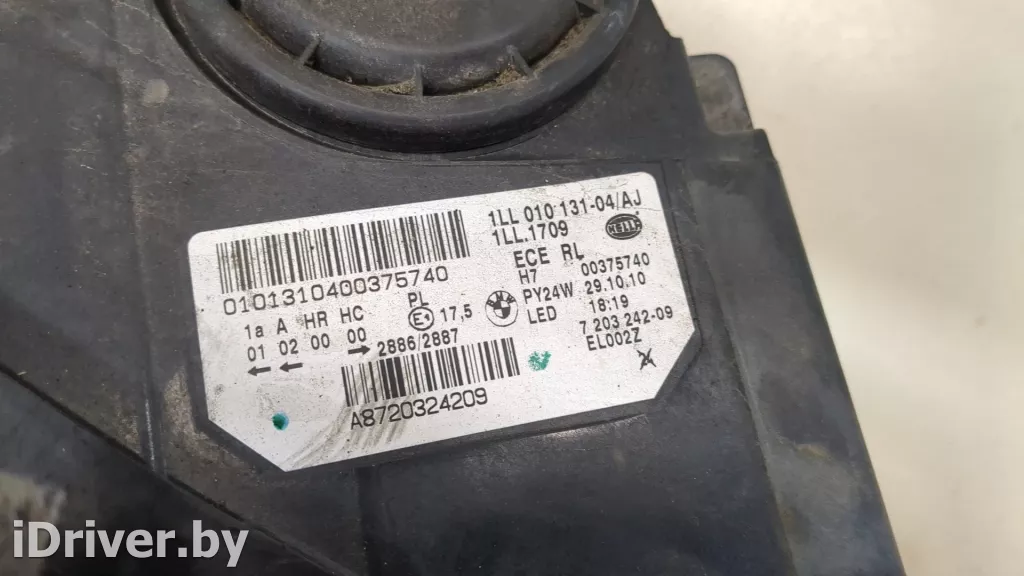 1LL 010 131-04/AJ
1LL.1709
HELLA
ECE RL
H7
PY24W
LED
00375740
29.10.10
18:19
7 203 242-09
EL002Z
0101310400375740
1a A HR HC
01 02 00 00
PL
E1 17,5
← ← → 2886/2887
A8720324209
BMW
iDriver.by